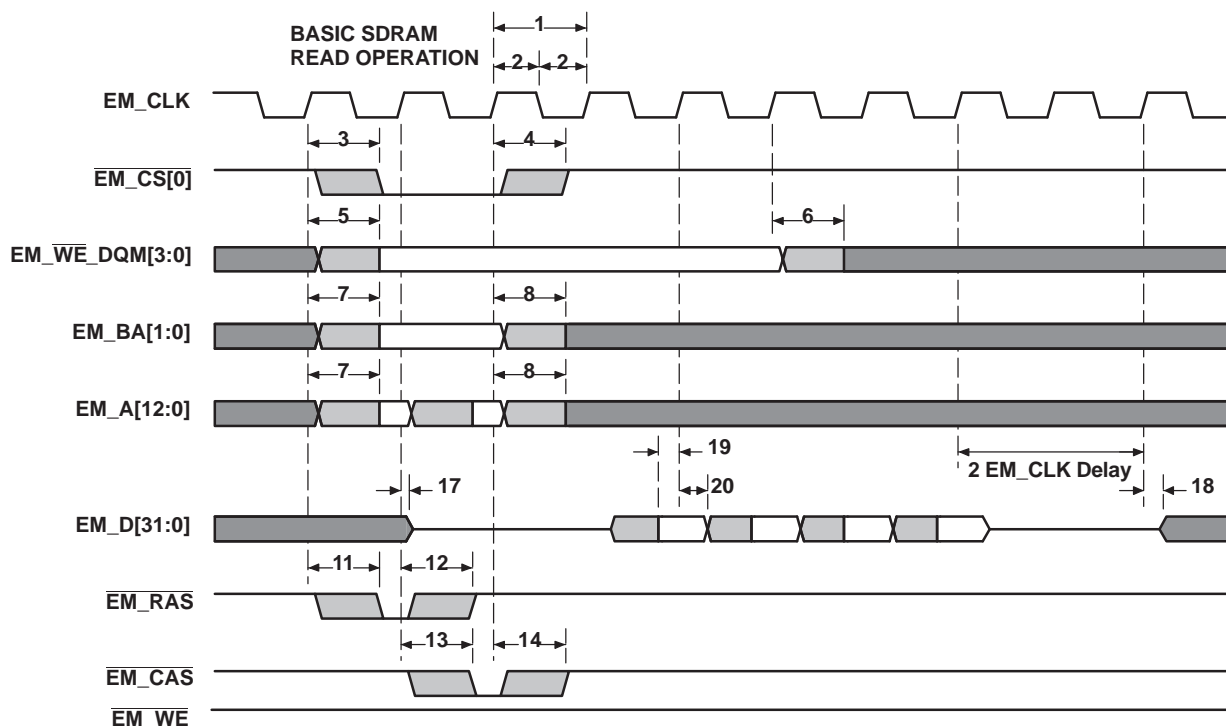 1
BASIC SDRAM
READ OPERATION
2 2
EM_CLK
3 4
EM_CS[0]
5 6
EM_WE_DQM[3:0]
7 8
EM_BA[1:0]
7 8
EM_A[12:0]
19
2 EM_CLK Delay
17 20 18
EM_D[31:0]
11 12
EM_RAS
13 14
EM_CAS
EM_WE